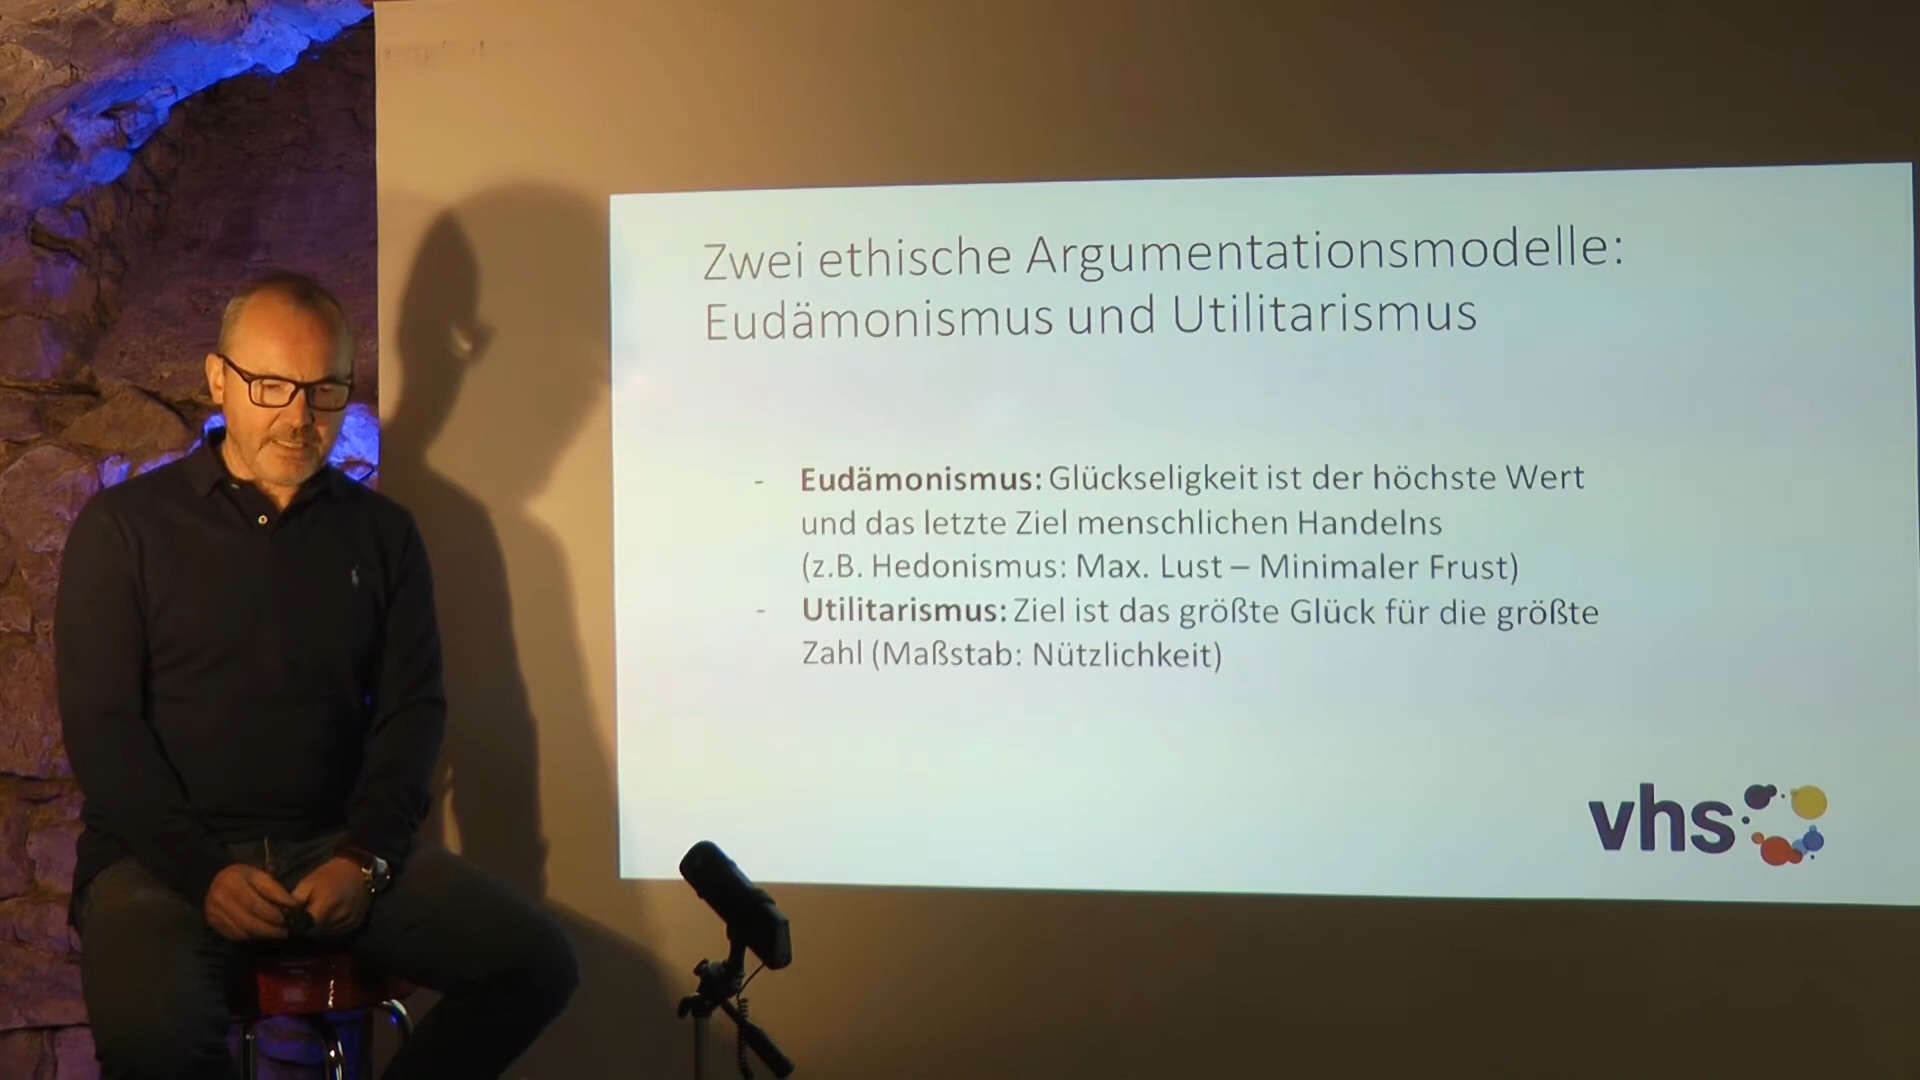 Zwei ethische Argumentationsmodelle:
Eudämonismus und Utilitarismus
- Eudämonismus: Glückseligkeit ist der höchste Wert
und das letzte Ziel menschlichen Handelns
(z.B. Hedonismus: Max. Lust – Minimaler Frust)
- Utilitarismus: Ziel ist das größte Glück für die größte
Zahl (Maßstab: Nützlichkeit)
vhs